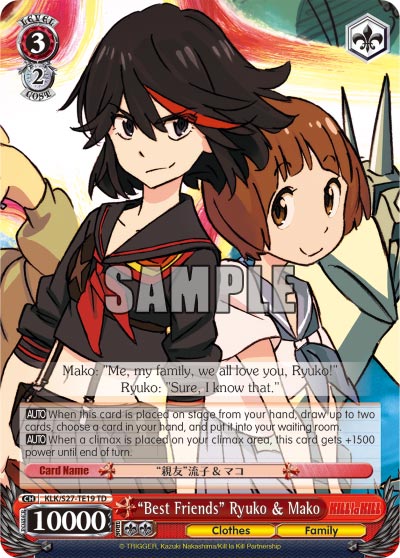 LEVEL
3
2
COST
SAMPLE
Mako: "Me, my family, we all love you, Ryuko!"
Ryuko: "Sure, I know that."
AUTO When this card is placed on stage from your hand, draw up to two
cards, choose a card in your hand, and put it into your waiting room.
AUTO When a climax is placed on your climax area, this card gets +1500
power until end of turn.
Card Name
“親友”流子 & マコ
CH KLK/S27-TE19 TD
“Best Friends” Ryuko & Mako
KILL la KILL
POWER
10000
Clothes
Family
© TRIGGER, Kazuki Nakashima/Kill la Kill Partnership